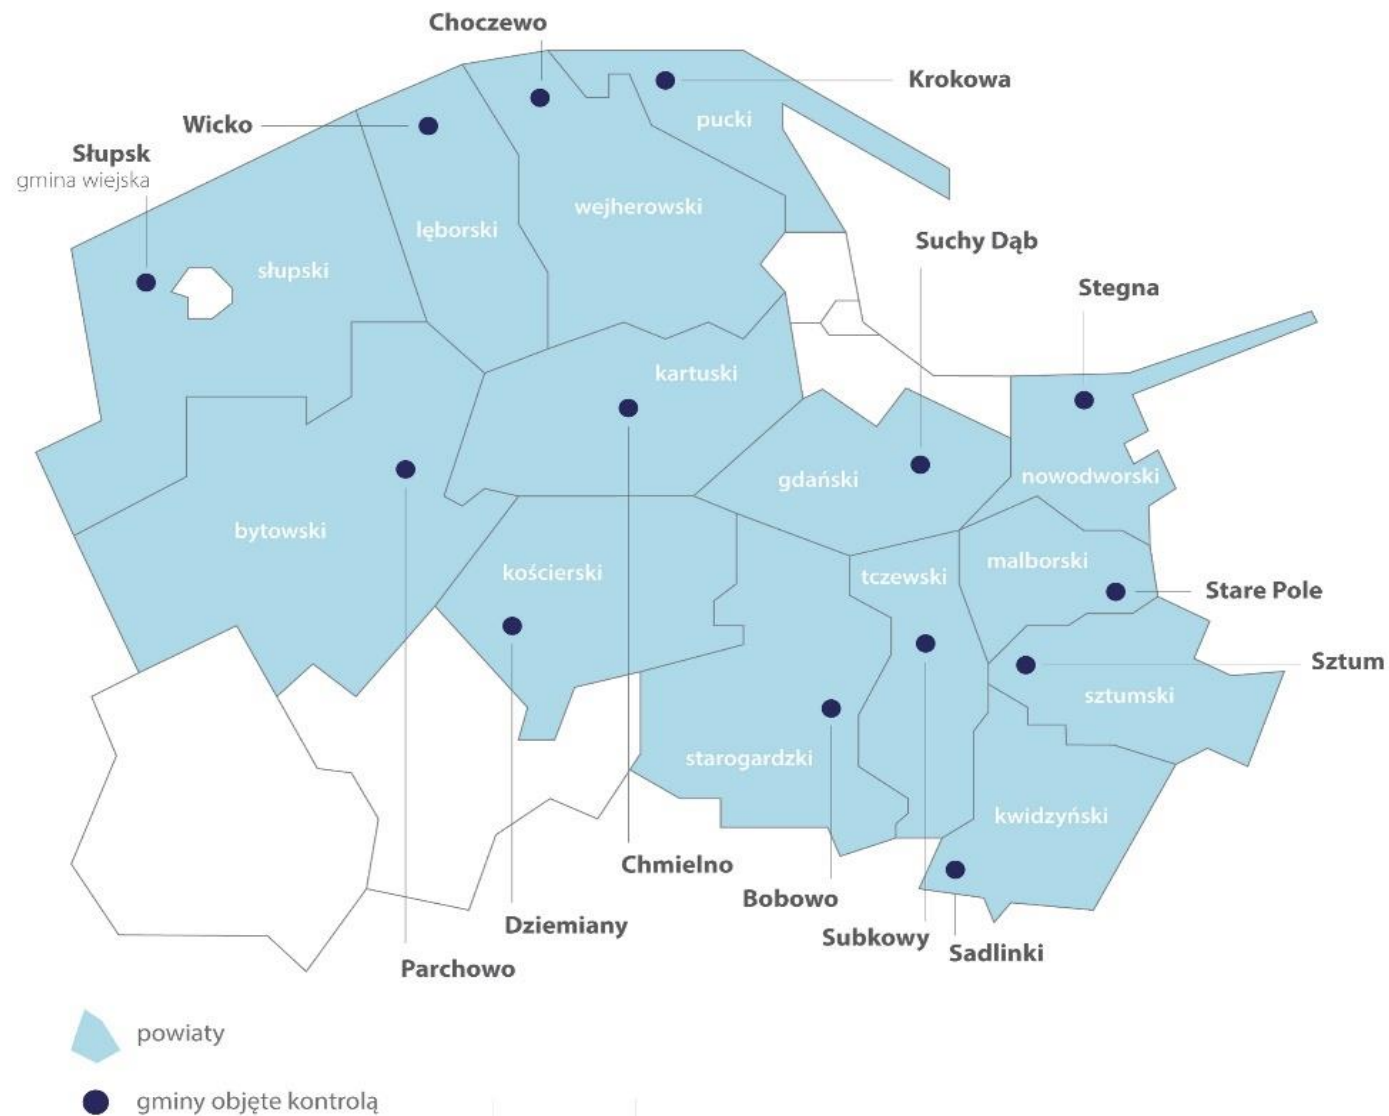 Choczewo
Krokowa
Wicko
pucki
Słupsk
gmina wiejska
wejherowski
lęborski
Suchy Dąb
słupski
Stegna
kartuski
gdański
nowodworski
bytowski
kościerski
tczewski
malborski
Stare Pole
Sztum
sztumski
starogardzki
kwidzyński
Chmielno
Bobowo
Dziemiany
Subkowy
Sadlinki
Parchowo
powiaty
gminy objęte kontrolą